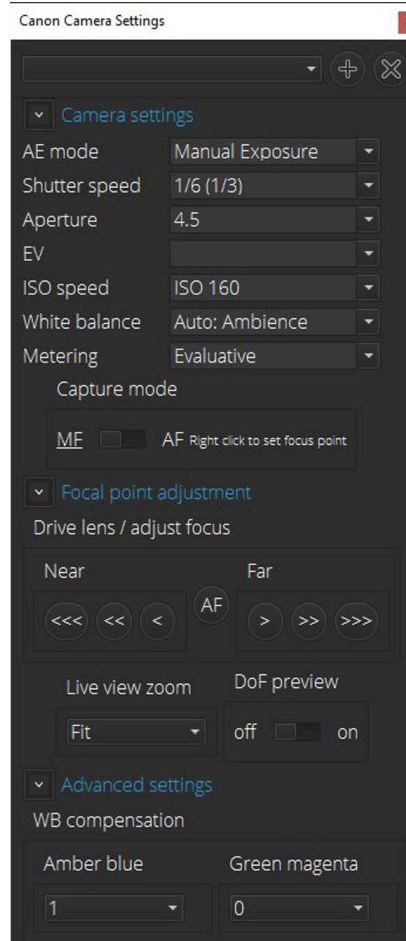 Canon Camera Settings
Camera settings
AE mode Manual Exposure
Shutter speed 1/6 (1/3)
Aperture 4.5
EV
ISO speed ISO 160
White balance Auto: Ambience
Metering Evaluative
Capture mode
MF AF Right click to set focus point
Focal point adjustment
Drive lens / adjust focus
Near Far
<<< << < AF > >> >>>
Live view zoom DoF preview
Fit off on
Advanced settings
WB compensation
Amber blue Green magenta
1 0